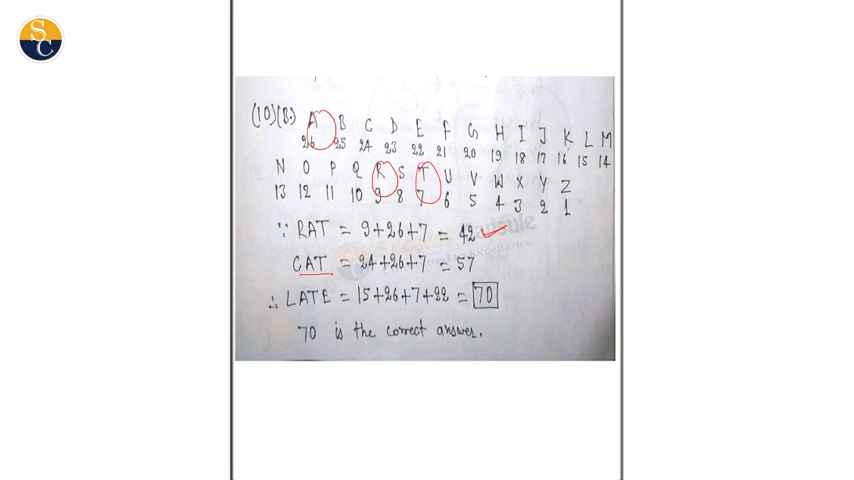 S
C
(10)(B.) A B C D E F G H I J K L M
26 25 24 23 22 21 20 19 18 17 16 15 14
N O P Q R S T U V W X Y Z
13 12 11 10 9 8 7 6 5 4 3 2 1
∵ RAT = 9+26+7 = 42
CAT = 24+26+7 = 57
∴ LATE = 15+26+7+22 = 70
70 is the correct answer.